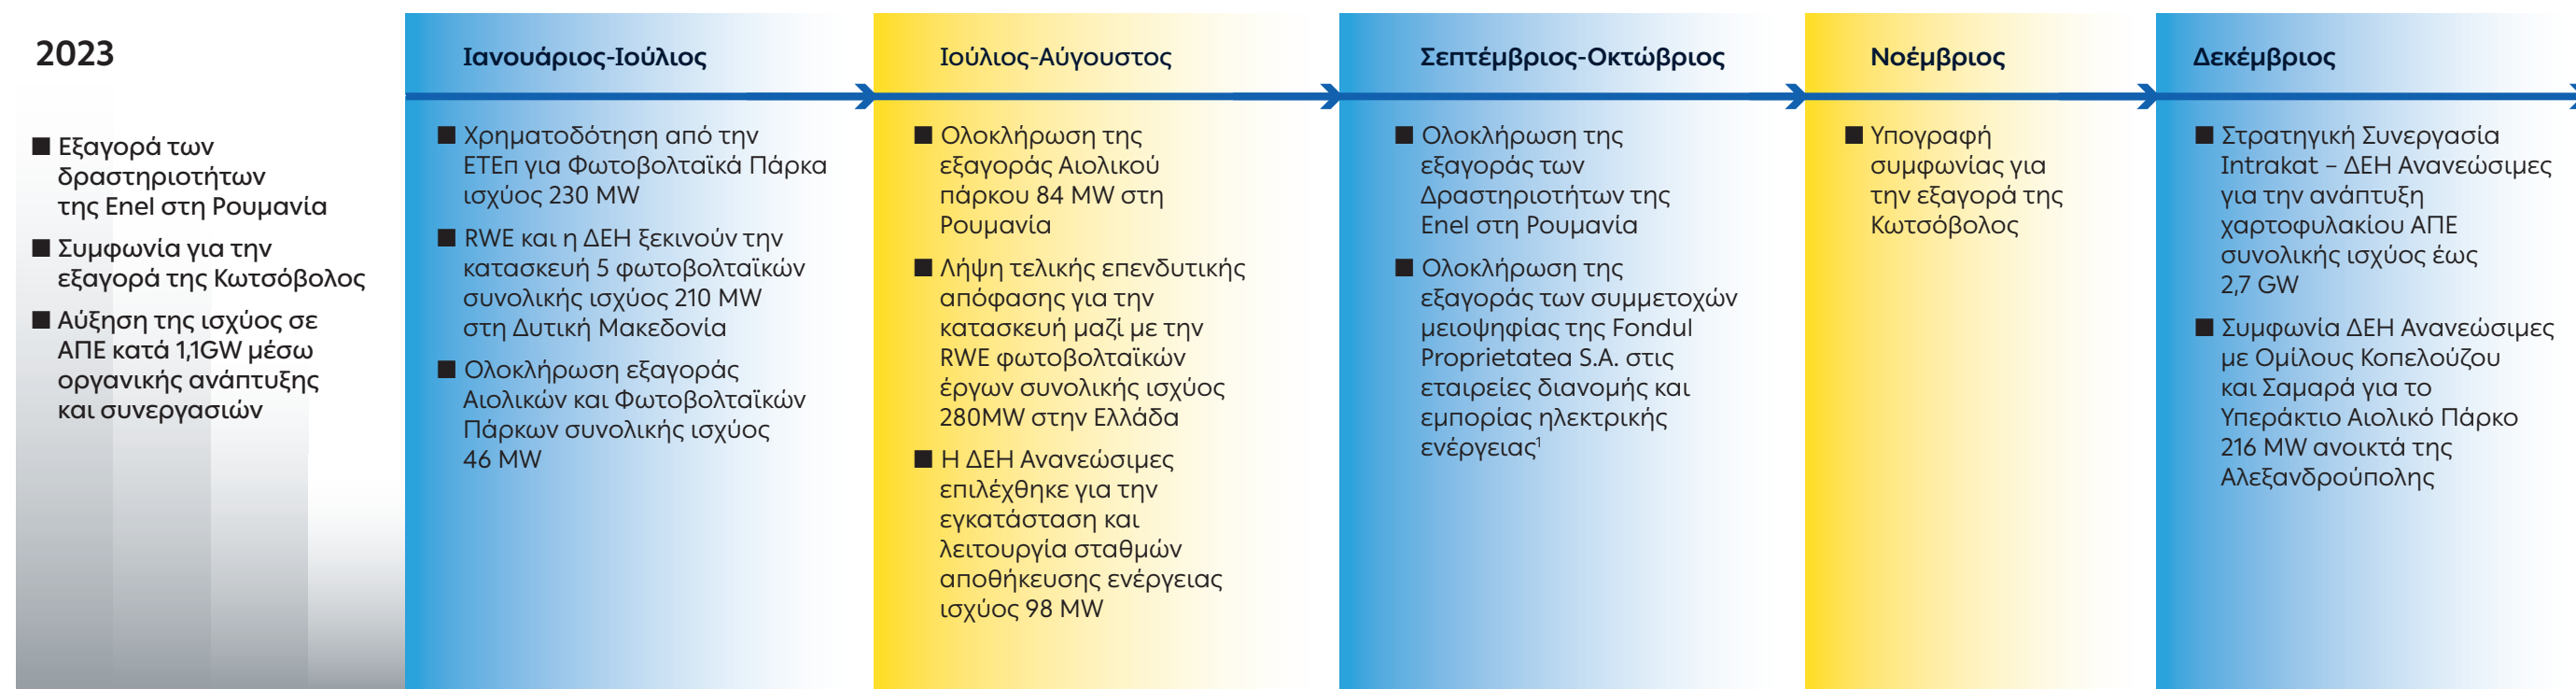 2023
■ Εξαγορά των
δραστηριοτήτων
της Enel στη Ρουμανία
■ Συμφωνία για την
εξαγορά της Κωτσόβολος
■ Αύξηση της ισχύος σε
ΑΠΕ κατά 1,1GW μέσω
οργανικής ανάπτυξης
και συνεργασιών
Ιανουάριος-Ιούλιος
■ Χρηματοδότηση από την
ΕΤΕπ για Φωτοβολταϊκά Πάρκα
ισχύος 230 MW
■ RWE και η ΔΕΗ ξεκινούν την
κατασκευή 5 φωτοβολταϊκών
συνολικής ισχύος 210 MW
στη Δυτική Μακεδονία
■ Ολοκλήρωση εξαγοράς
Αιολικών και Φωτοβολταϊκών
Πάρκων συνολικής ισχύος
46 MW
Ιούλιος-Αύγουστος
■ Ολοκλήρωση της
εξαγοράς Αιολικού
πάρκου 84 MW στη
Ρουμανία
■ Λήψη τελικής επενδυτικής
απόφασης για την
κατασκευή μαζί με την
RWE φωτοβολταϊκών
έργων συνολικής ισχύος
280MW στην Ελλάδα
■ Η ΔΕΗ Ανανεώσιμες
επιλέχθηκε για την
εγκατάσταση και
λειτουργία σταθμών
αποθήκευσης ενέργειας
ισχύος 98 MW
Σεπτέμβριος-Οκτώβριος
■ Ολοκλήρωση της
εξαγοράς των
Δραστηριοτήτων της
Enel στη Ρουμανία
■ Ολοκλήρωση της
εξαγοράς των συμμετοχών
μειοψηφίας της Fondul
Proprietatea S.A. στις
εταιρείες διανομής και
εμπορίας ηλεκτρικής
ενέργειας¹
Νοέμβριος
■ Υπογραφή
συμφωνίας για
την εξαγορά της
Κωτσόβολος
Δεκέμβριος
■ Στρατηγική Συνεργασία
Intrakat – ΔΕΗ Ανανεώσιμες
για την ανάπτυξη
χαρτοφυλακίου ΑΠΕ
συνολικής ισχύος έως
2,7 GW
■ Συμφωνία ΔΕΗ Ανανεώσιμες
με Ομίλους Κοπελούζου
και Σαμαρά για το
Υπεράκτιο Αιολικό Πάρκο
216 MW ανοικτά της
Αλεξανδρούπολης